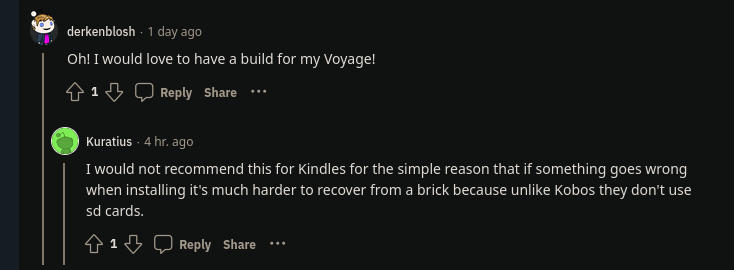 derkenblosh · 1 day ago
Oh! I would love to have a build for my Voyage!
1 Reply Share ···
Kuratius · 4 hr. ago
I would not recommend this for Kindles for the simple reason that if something goes wrong
when installing it's much harder to recover from a brick because unlike Kobos they don't use
sd cards.
1 Reply Share ···